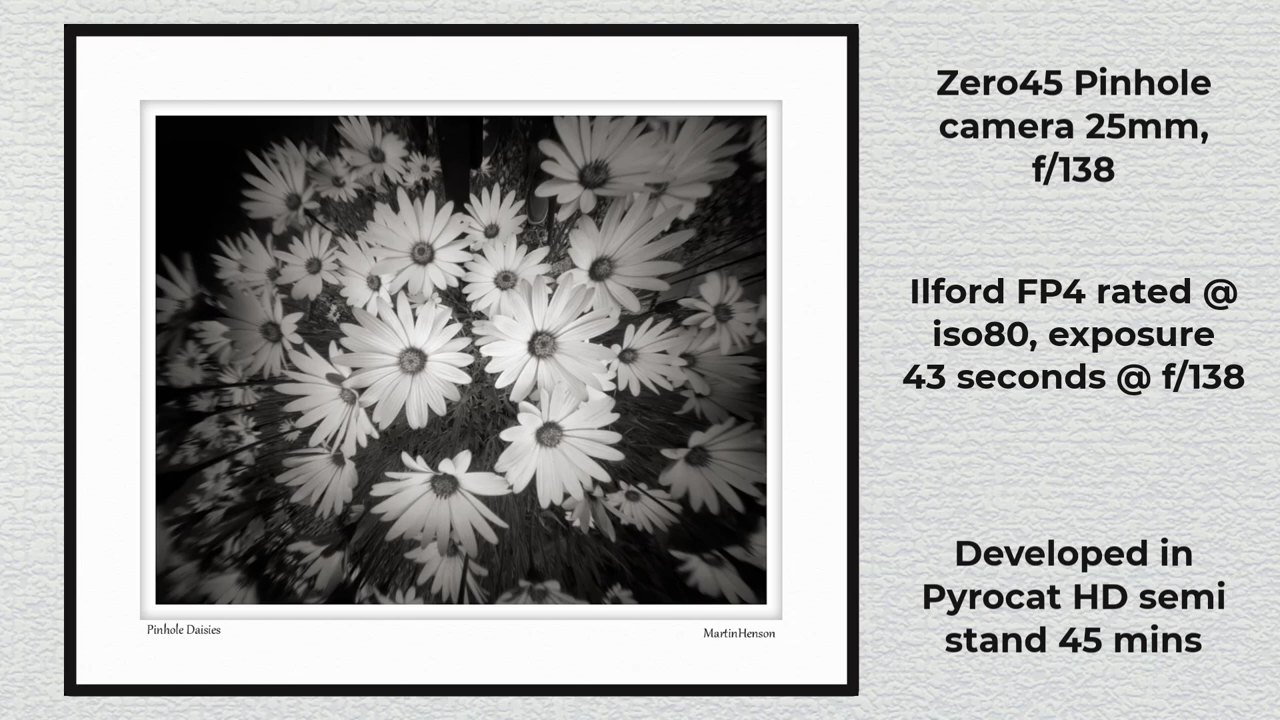 Zero45 Pinhole
camera 25mm,
f/138
Ilford FP4 rated @
iso80, exposure
43 seconds @ f/138
Developed in
Pyrocat HD semi
stand 45 mins
Pinhole Daisies
MartinHenson